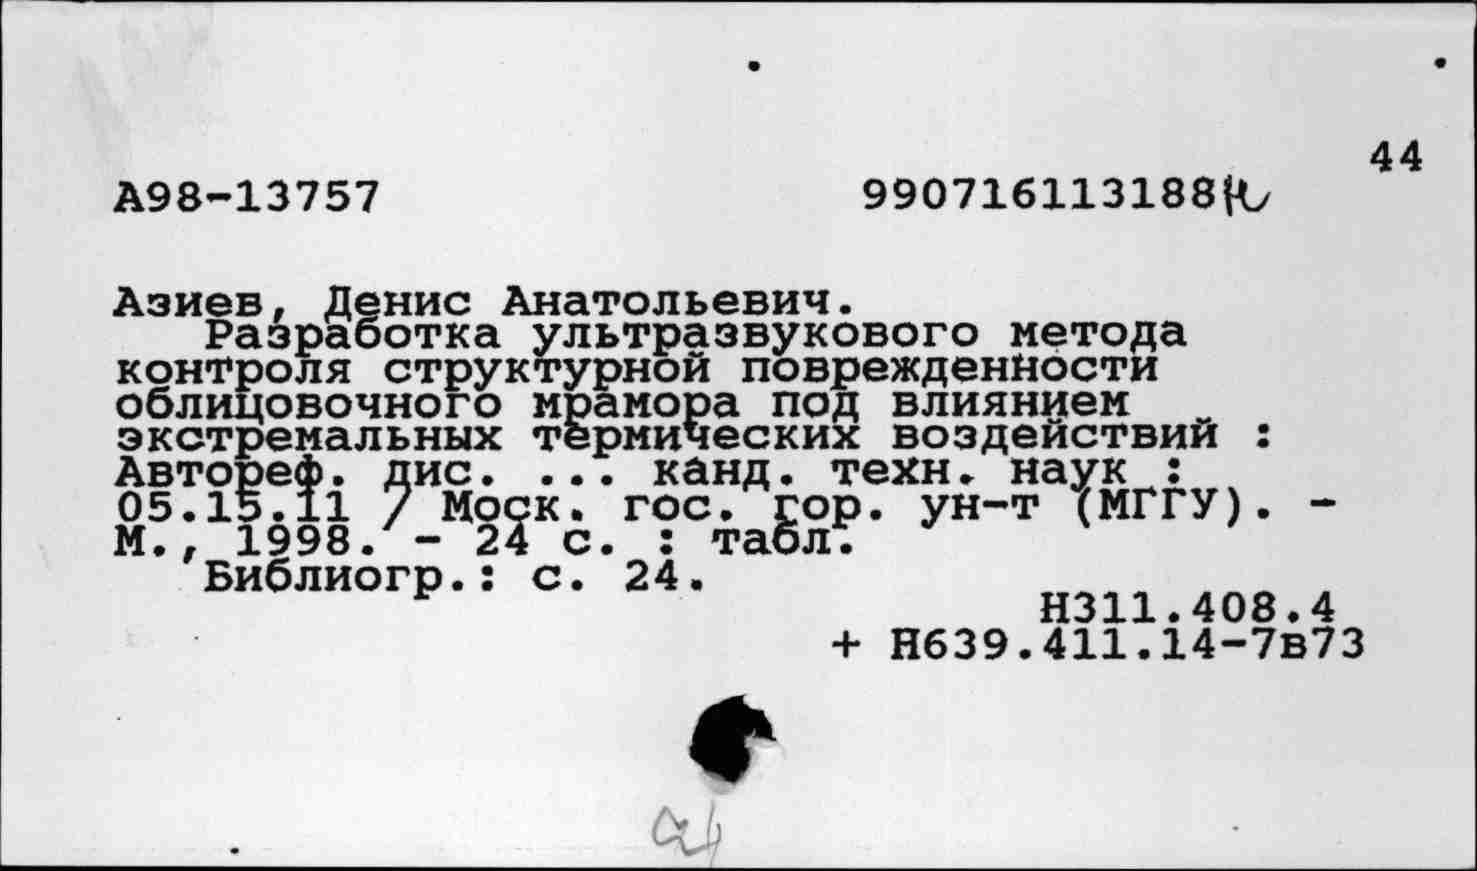 44
А98-13757 990716113188
Азиев, Денис Анатольевич.
Разработка ультразвукового метода
контроля структурной поврежденности
облицовочного мрамора под влиянием
экстремальных термических воздействий :
Автореф. дис. ... канд. техн. наук :
05.15.11 / Моск. гос. гор. ун-т (МГГУ). -
М., 1998. - 24 с. : табл.
Библиогр.: с. 24.
Н311.408.4
+ Н639.411.14-7в73